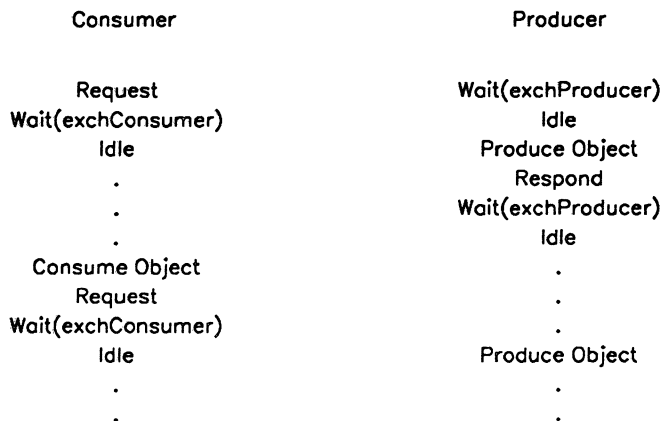 Consumer Producer
Request Wait(exchProducer)
Wait(exchConsumer) Idle
Idle Produce Object
. Respond
. Wait(exchProducer)
. Idle
Consume Object .
Request .
Wait(exchConsumer) .
Idle Produce Object
. .
. .